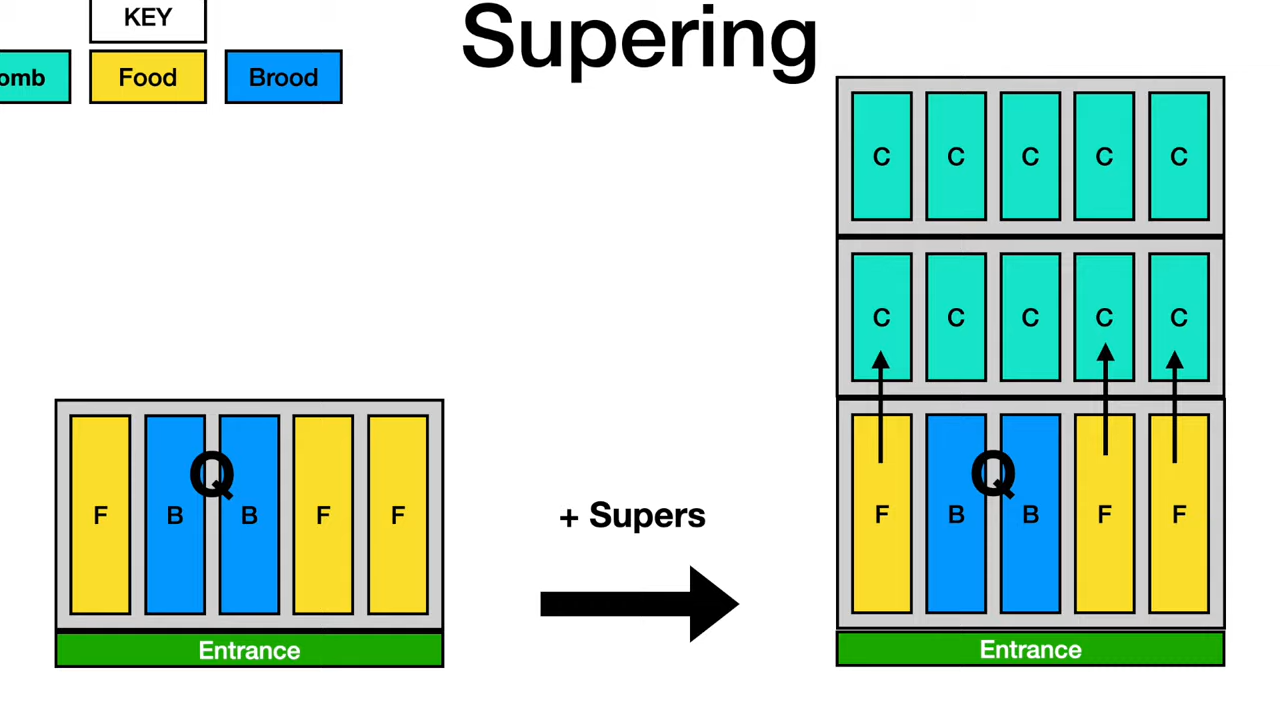 Supering
KEY
omb Food Brood
C C C C C
C C C C C
F B Q B F F
+ Supers
F B Q B F F
Entrance
Entrance